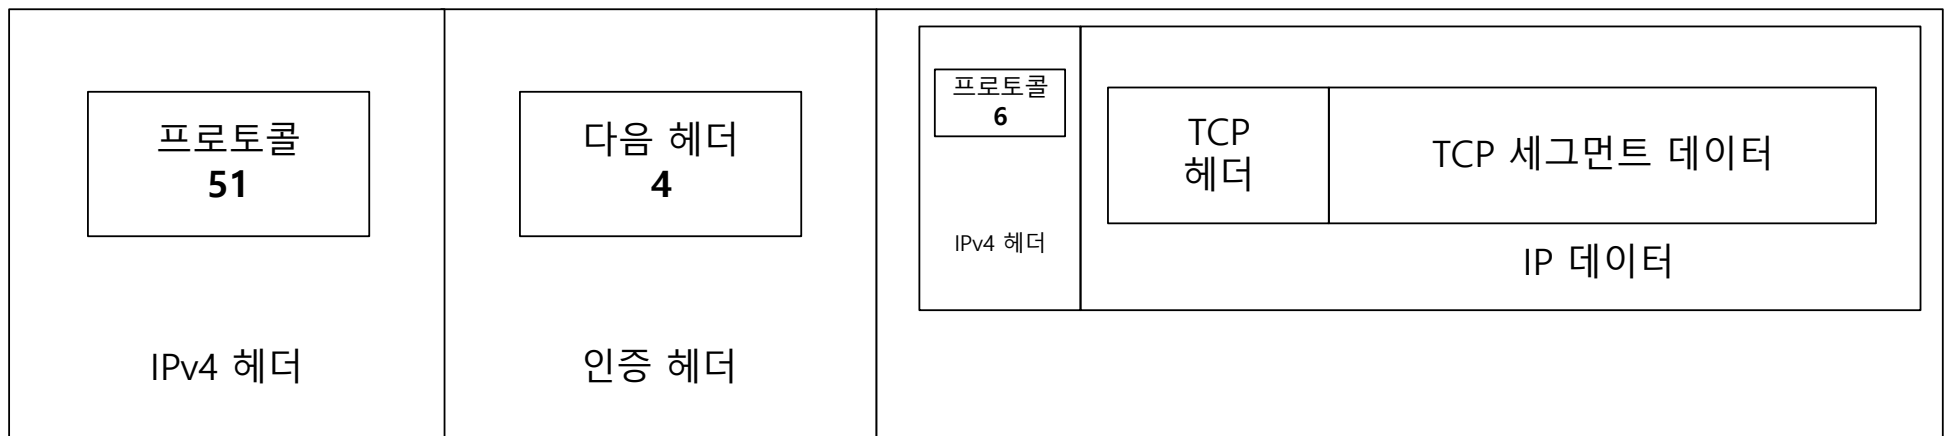 프로토콜
51
IPv4 헤더
다음 헤더
4
인증 헤더
프로토콜
6
IPv4 헤더
TCP
헤더
TCP 세그먼트 데이터
IP 데이터